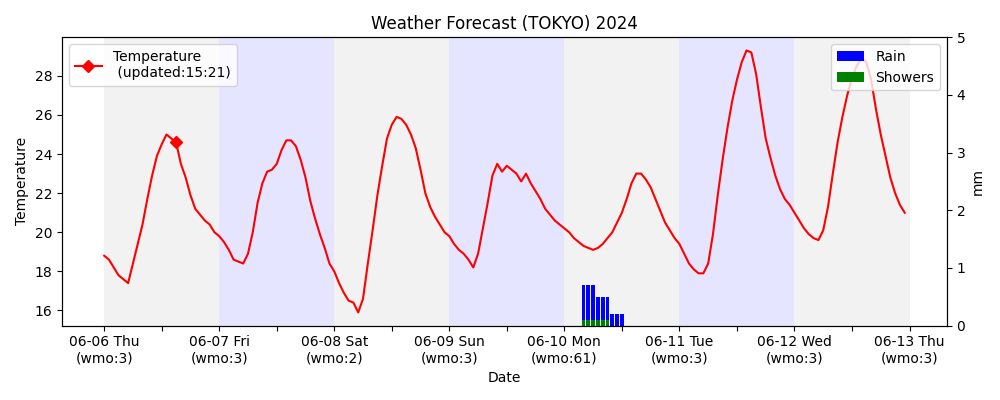 Weather Forecast (TOKYO) 2024
Temperature
(updated:15:21)
Rain
Showers
Temperature
28
26
24
22
20
18
16
5
4
3
2
1
0
mm
06-06 Thu
(wmo:3)
06-07 Fri
(wmo:3)
06-08 Sat
(wmo:2)
06-09 Sun
(wmo:3)
06-10 Mon
(wmo:61)
06-11 Tue
(wmo:3)
06-12 Wed
(wmo:3)
06-13 Thu
(wmo:3)
Date